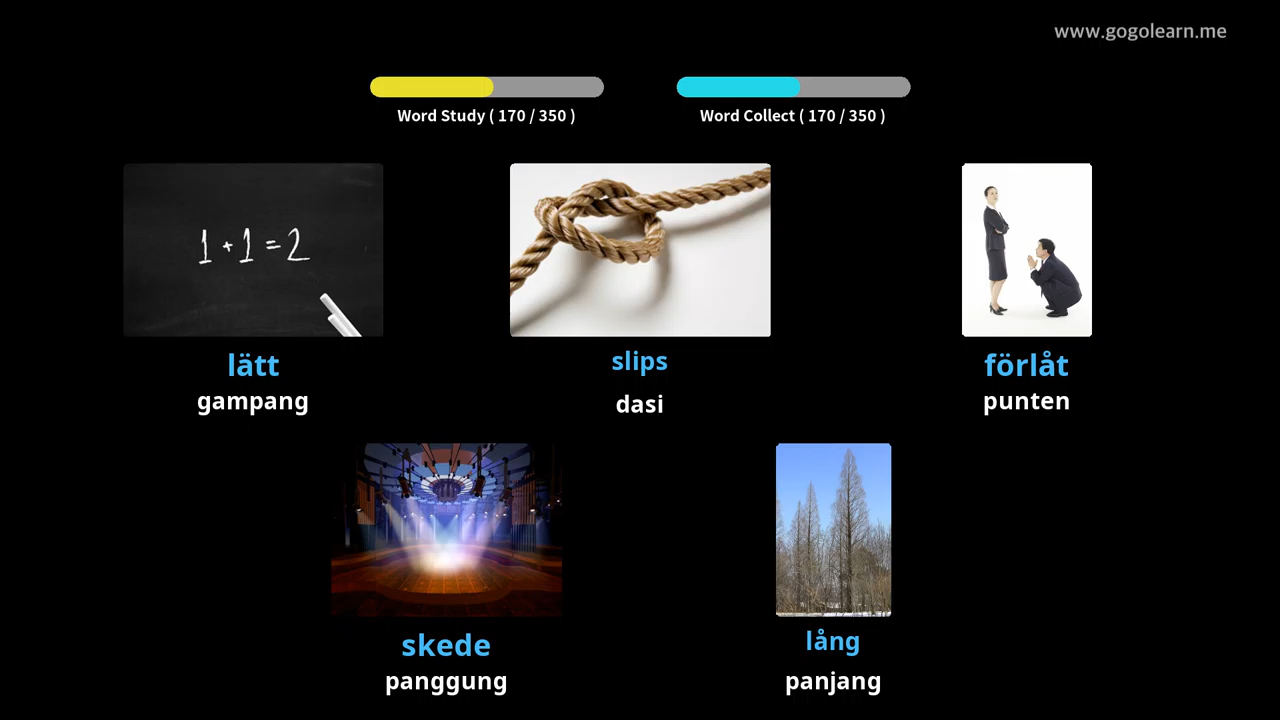 www.gogolearn.me
Word Study ( 170 / 350 )
Word Collect ( 170 / 350 )
1 + 1 = 2
lätt
gampang
slips
dasi
förlåt
punten
skede
panggung
lång
panjang